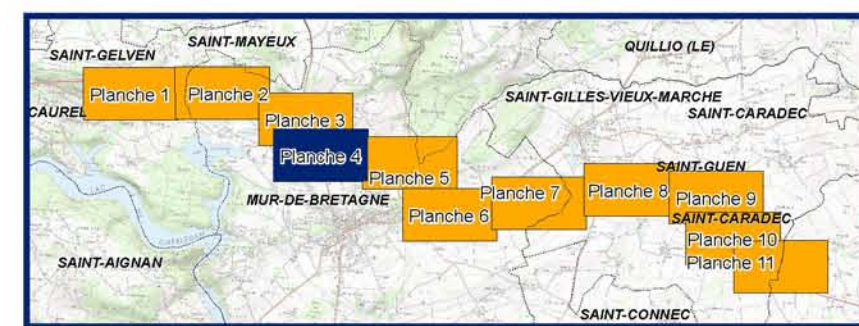 SAINT-GELVEN
SAINT-MAYEUX
QUILLIO (LE)
Planche 1
Planche 2
SAINT-GILLES-VIEUX-MARCHE
CAUREL
Planche 3
SAINT-CARADEC
Planche 4
SAINT-GUEN
Planche 5
Planche 7
Planche 8
Planche 9
MUR-DE-BRETAGNE
Planche 6
SAINT-CARADEC
Planche 10
SAINT-AIGNAN
Planche 11
SAINT-CONNEC